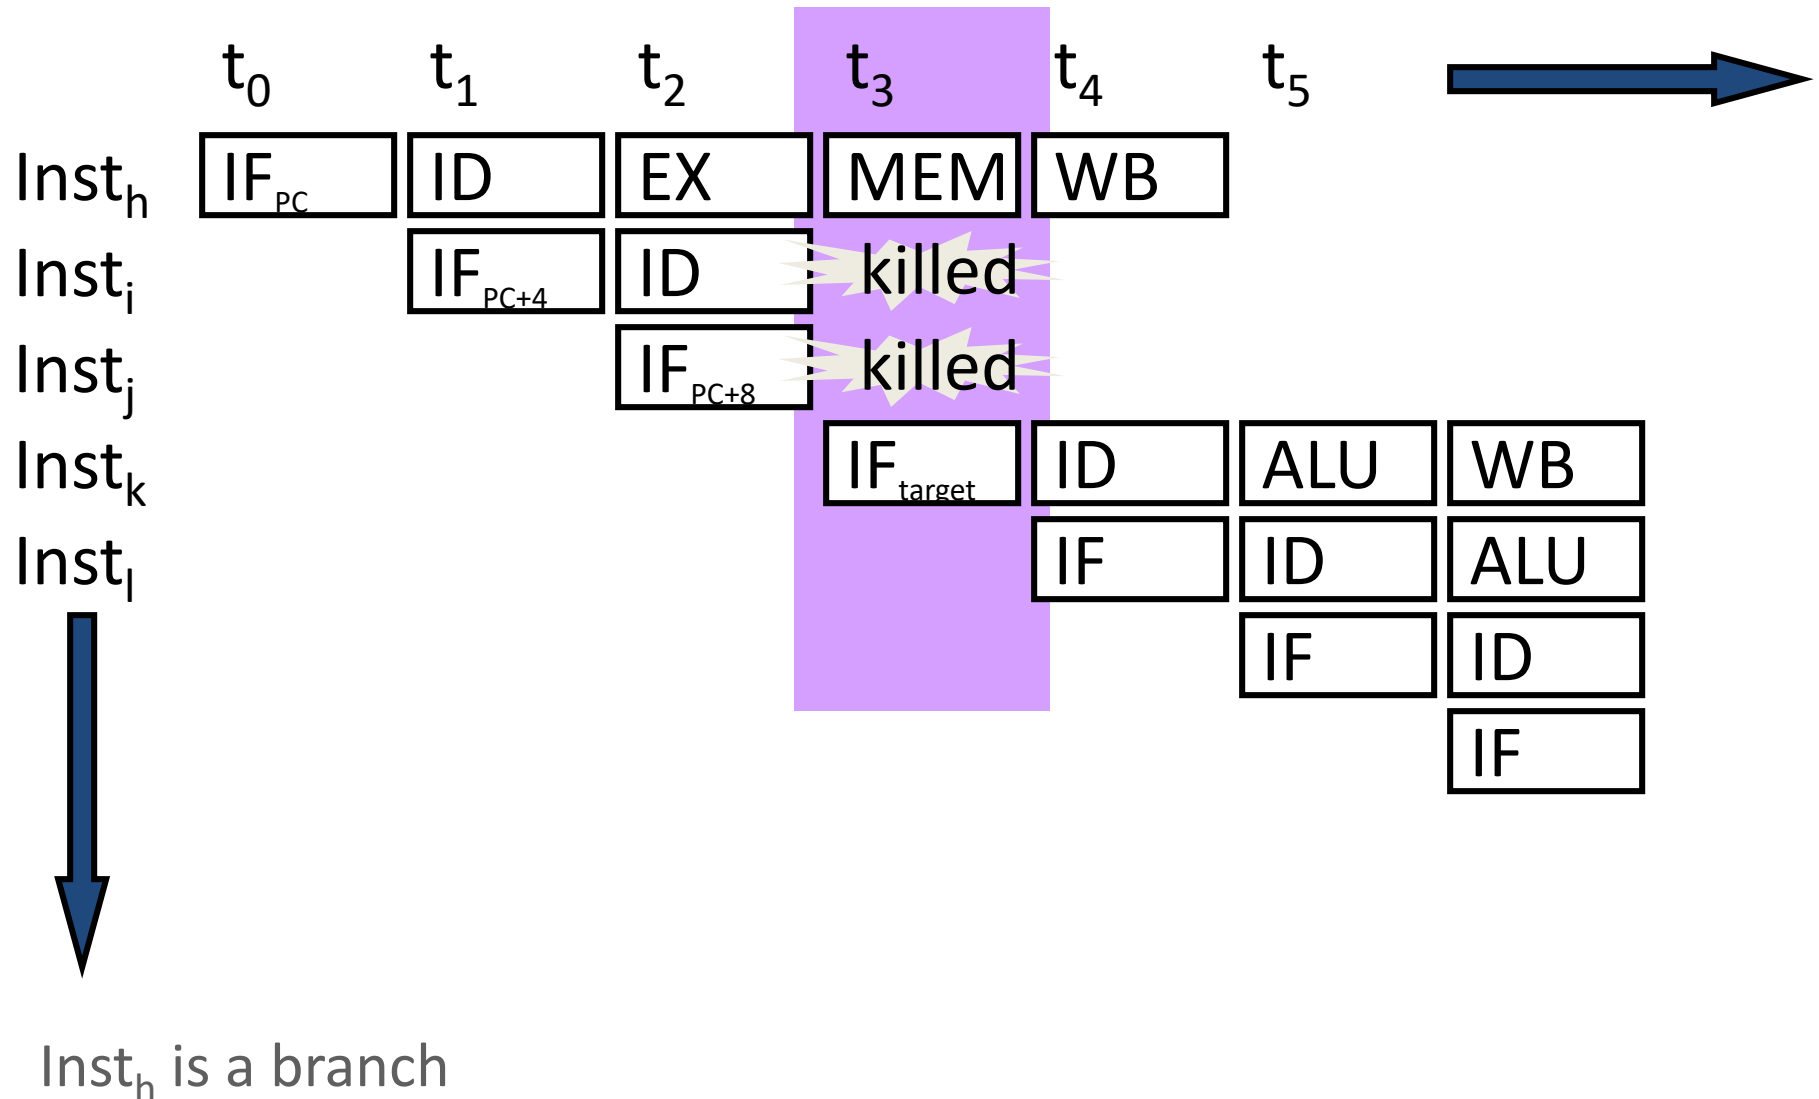 t0 t1 t2 t3 t4 t5
Insth IFPC ID EX MEM WB
Insti IFPC+4 ID killed
Instj IFPC+8 killed
Instk IFtarget ID ALU WB
Instl IF ID ALU
IF ID
IF
Insth is a branch